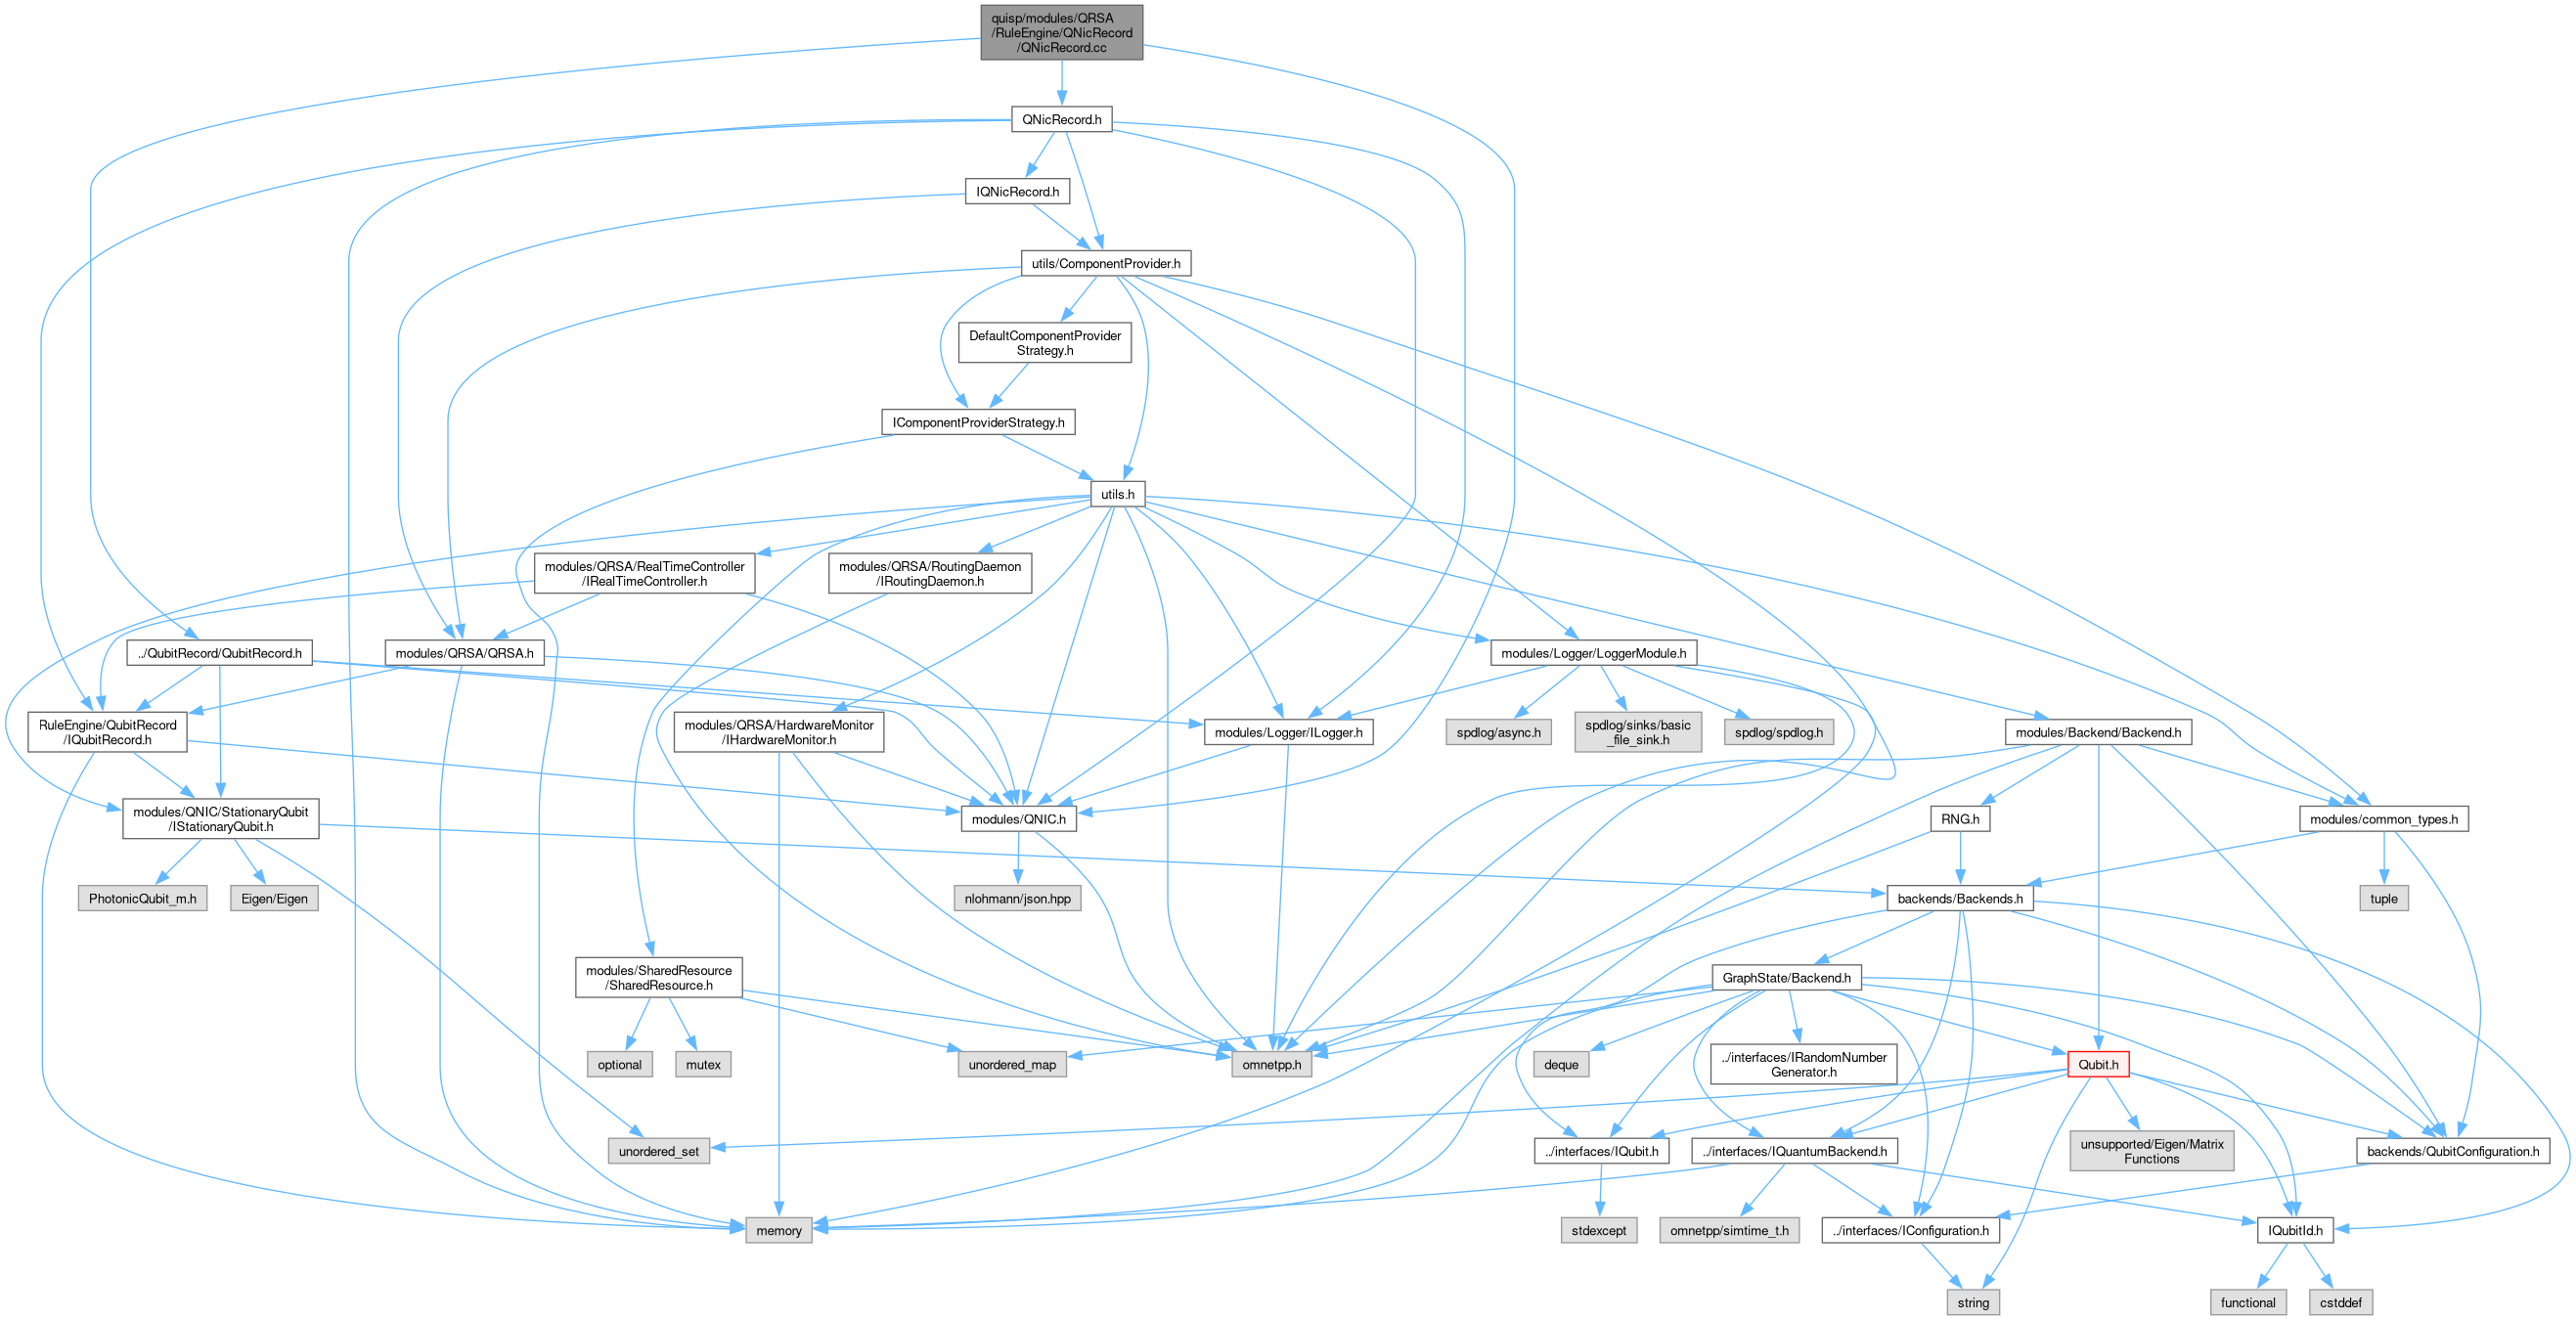 quisp/modules/QRSA
/RuleEngine/QNicRecord
/QNicRecord.cc
QNicRecord.h
IQNicRecord.h
utils/ComponentProvider.h
DefaultComponentProvider
Strategy.h
IComponentProviderStrategy.h
utils.h
modules/QRSA/RealTimeController
/IRealTimeController.h
modules/QRSA/RoutingDaemon
/IRoutingDaemon.h
../QubitRecord/QubitRecord.h
modules/QRSA/QRSA.h
modules/Logger/LoggerModule.h
RuleEngine/QubitRecord
/IQubitRecord.h
modules/QRSA/HardwareMonitor
/IHardwareMonitor.h
modules/Logger/ILogger.h
spdlog/async.h
spdlog/sinks/basic
_file_sink.h
spdlog/spdlog.h
modules/Backend/Backend.h
modules/QNIC/StationaryQubit
/IStationaryQubit.h
modules/QNIC.h
RNG.h
modules/common_types.h
PhotonicQubit_m.h
Eigen/Eigen
nlohmann/json.hpp
backends/Backends.h
tuple
modules/SharedResource
/SharedResource.h
GraphState/Backend.h
optional
mutex
unordered_map
omnetpp.h
deque
../interfaces/IRandomNumber
Generator.h
Qubit.h
unordered_set
../interfaces/IQubit.h
../interfaces/IQuantumBackend.h
unsupported/Eigen/Matrix
Functions
backends/QubitConfiguration.h
memory
stdexcept
omnetpp/simtime_t.h
../interfaces/IConfiguration.h
IQubitId.h
string
functional
cstddef